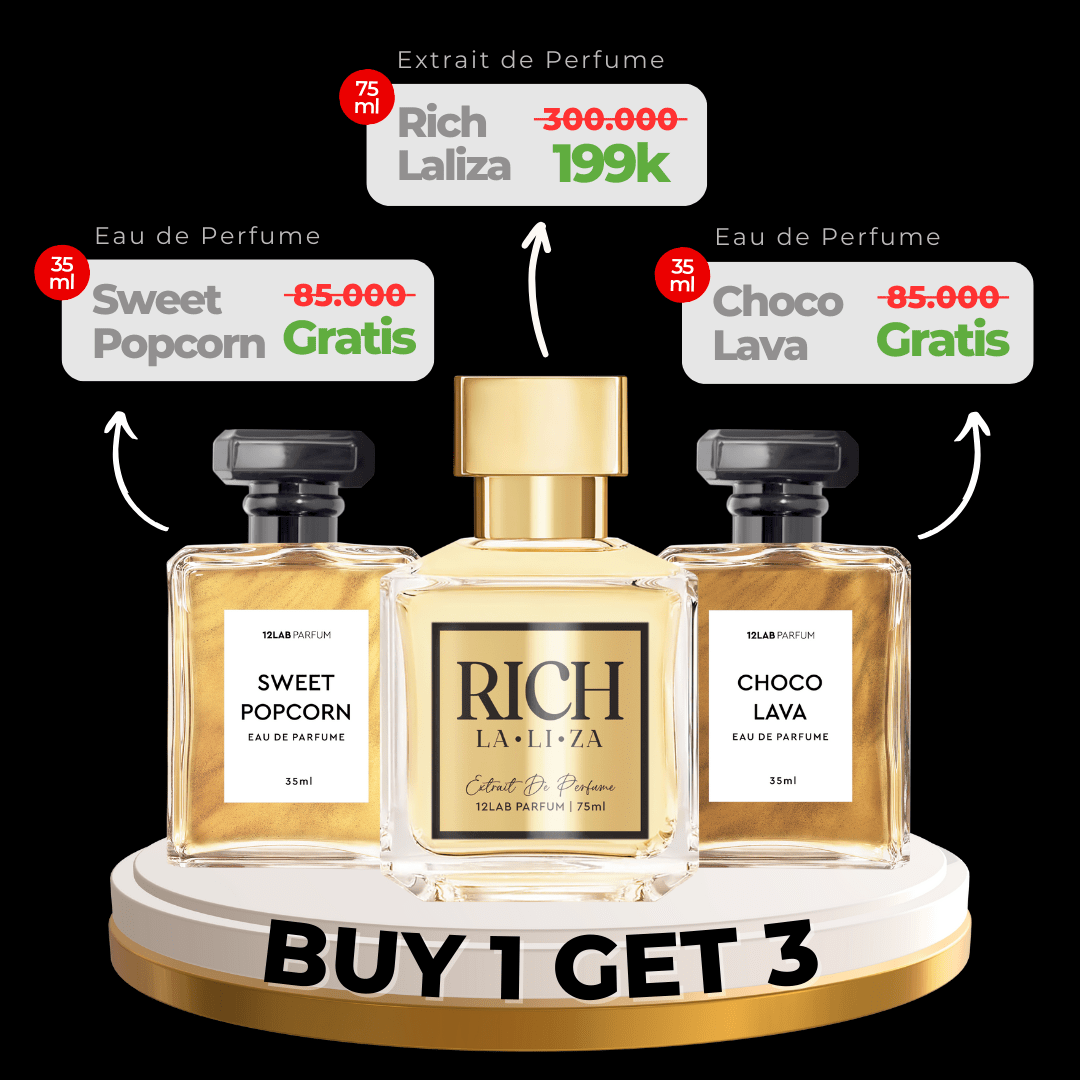 Extrait de Perfume
75
ml
Rich
Laliza
300.000
199k
Eau de Perfume
35
ml
Sweet
Popcorn
85.000
Gratis
Eau de Perfume
35
ml
Choco
Lava
85.000
Gratis
12LAB PARFUM
SWEET
POPCORN
EAU DE PARFUME
35ml
RICH
LA•LI•ZA
Extrait De Perfume
12LAB PARFUM | 75ml
12LAB PARFUM
CHOCO
LAVA
EAU DE PARFUME
35ml
BUY 1 GET 3